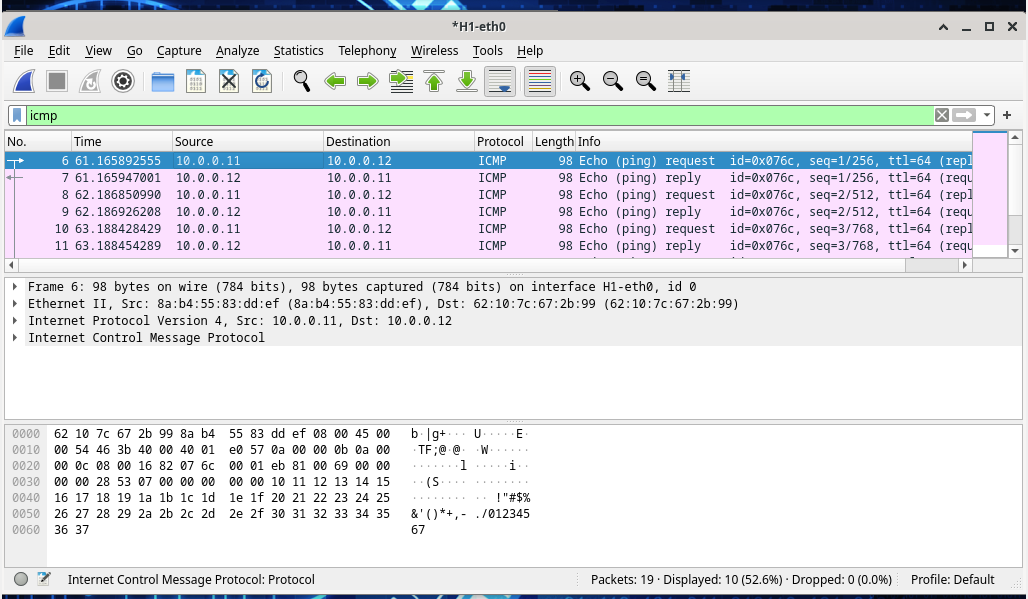 *H1-eth0
File Edit View Go Capture Analyze Statistics Telephony Wireless Tools Help
icmp
No. Time Source Destination Protocol Length Info
6 61.165892555 10.0.0.11 10.0.0.12 ICMP 98 Echo (ping) request id=0x076c, seq=1/256, ttl=64 (repl
7 61.165947001 10.0.0.12 10.0.0.11 ICMP 98 Echo (ping) reply id=0x076c, seq=1/256, ttl=64 (requ
8 62.186850990 10.0.0.11 10.0.0.12 ICMP 98 Echo (ping) request id=0x076c, seq=2/512, ttl=64 (repl
9 62.186926208 10.0.0.12 10.0.0.11 ICMP 98 Echo (ping) reply id=0x076c, seq=2/512, ttl=64 (requ
10 63.188428429 10.0.0.11 10.0.0.12 ICMP 98 Echo (ping) request id=0x076c, seq=3/768, ttl=64 (repl
11 63.188454289 10.0.0.12 10.0.0.11 ICMP 98 Echo (ping) reply id=0x076c, seq=3/768, ttl=64 (requ
Frame 6: 98 bytes on wire (784 bits), 98 bytes captured (784 bits) on interface H1-eth0, id 0
Ethernet II, Src: 8a:b4:55:83:dd:ef (8a:b4:55:83:dd:ef), Dst: 62:10:7c:67:2b:99 (62:10:7c:67:2b:99)
Internet Protocol Version 4, Src: 10.0.0.11, Dst: 10.0.0.12
Internet Control Message Protocol
0000 62 10 7c 67 2b 99 8a b4 55 83 dd ef 08 00 45 00 b·|g+··· U·····E·
0010 00 54 46 3b 40 00 40 01 e0 57 0a 00 00 0b 0a 00 ·TF;@·@· ·W······
0020 00 0c 08 00 16 82 07 6c 00 01 eb 81 00 69 00 00 ·······l ·····i··
0030 00 00 28 53 07 00 00 00 00 00 10 11 12 13 14 15 ··(S···· ········
0040 16 17 18 19 1a 1b 1c 1d 1e 1f 20 21 22 23 24 25 ········ ·· !"#$%
0050 26 27 28 29 2a 2b 2c 2d 2e 2f 30 31 32 33 34 35 &'()*+,- ./012345
0060 36 37 67
Internet Control Message Protocol: Protocol Packets: 19 · Displayed: 10 (52.6%) · Dropped: 0 (0.0%) Profile: Default